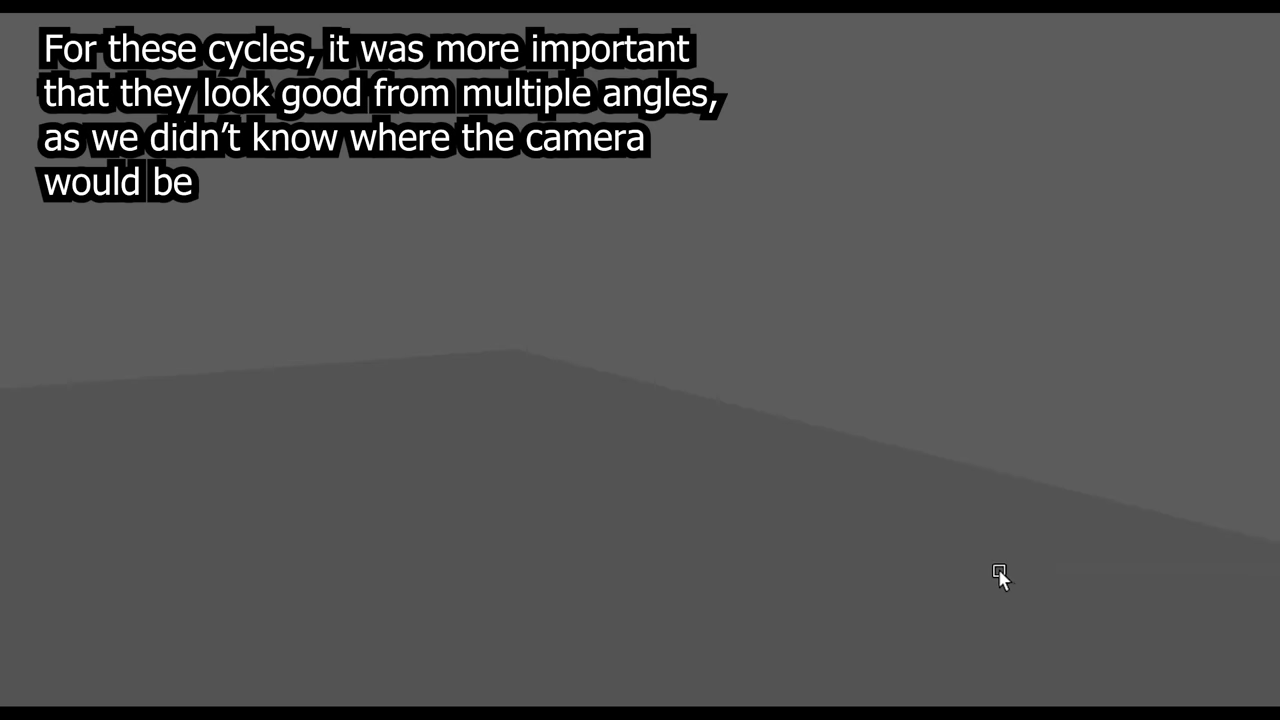 For these cycles, it was more important
that they look good from multiple angles,
as we didn’t know where the camera
would be